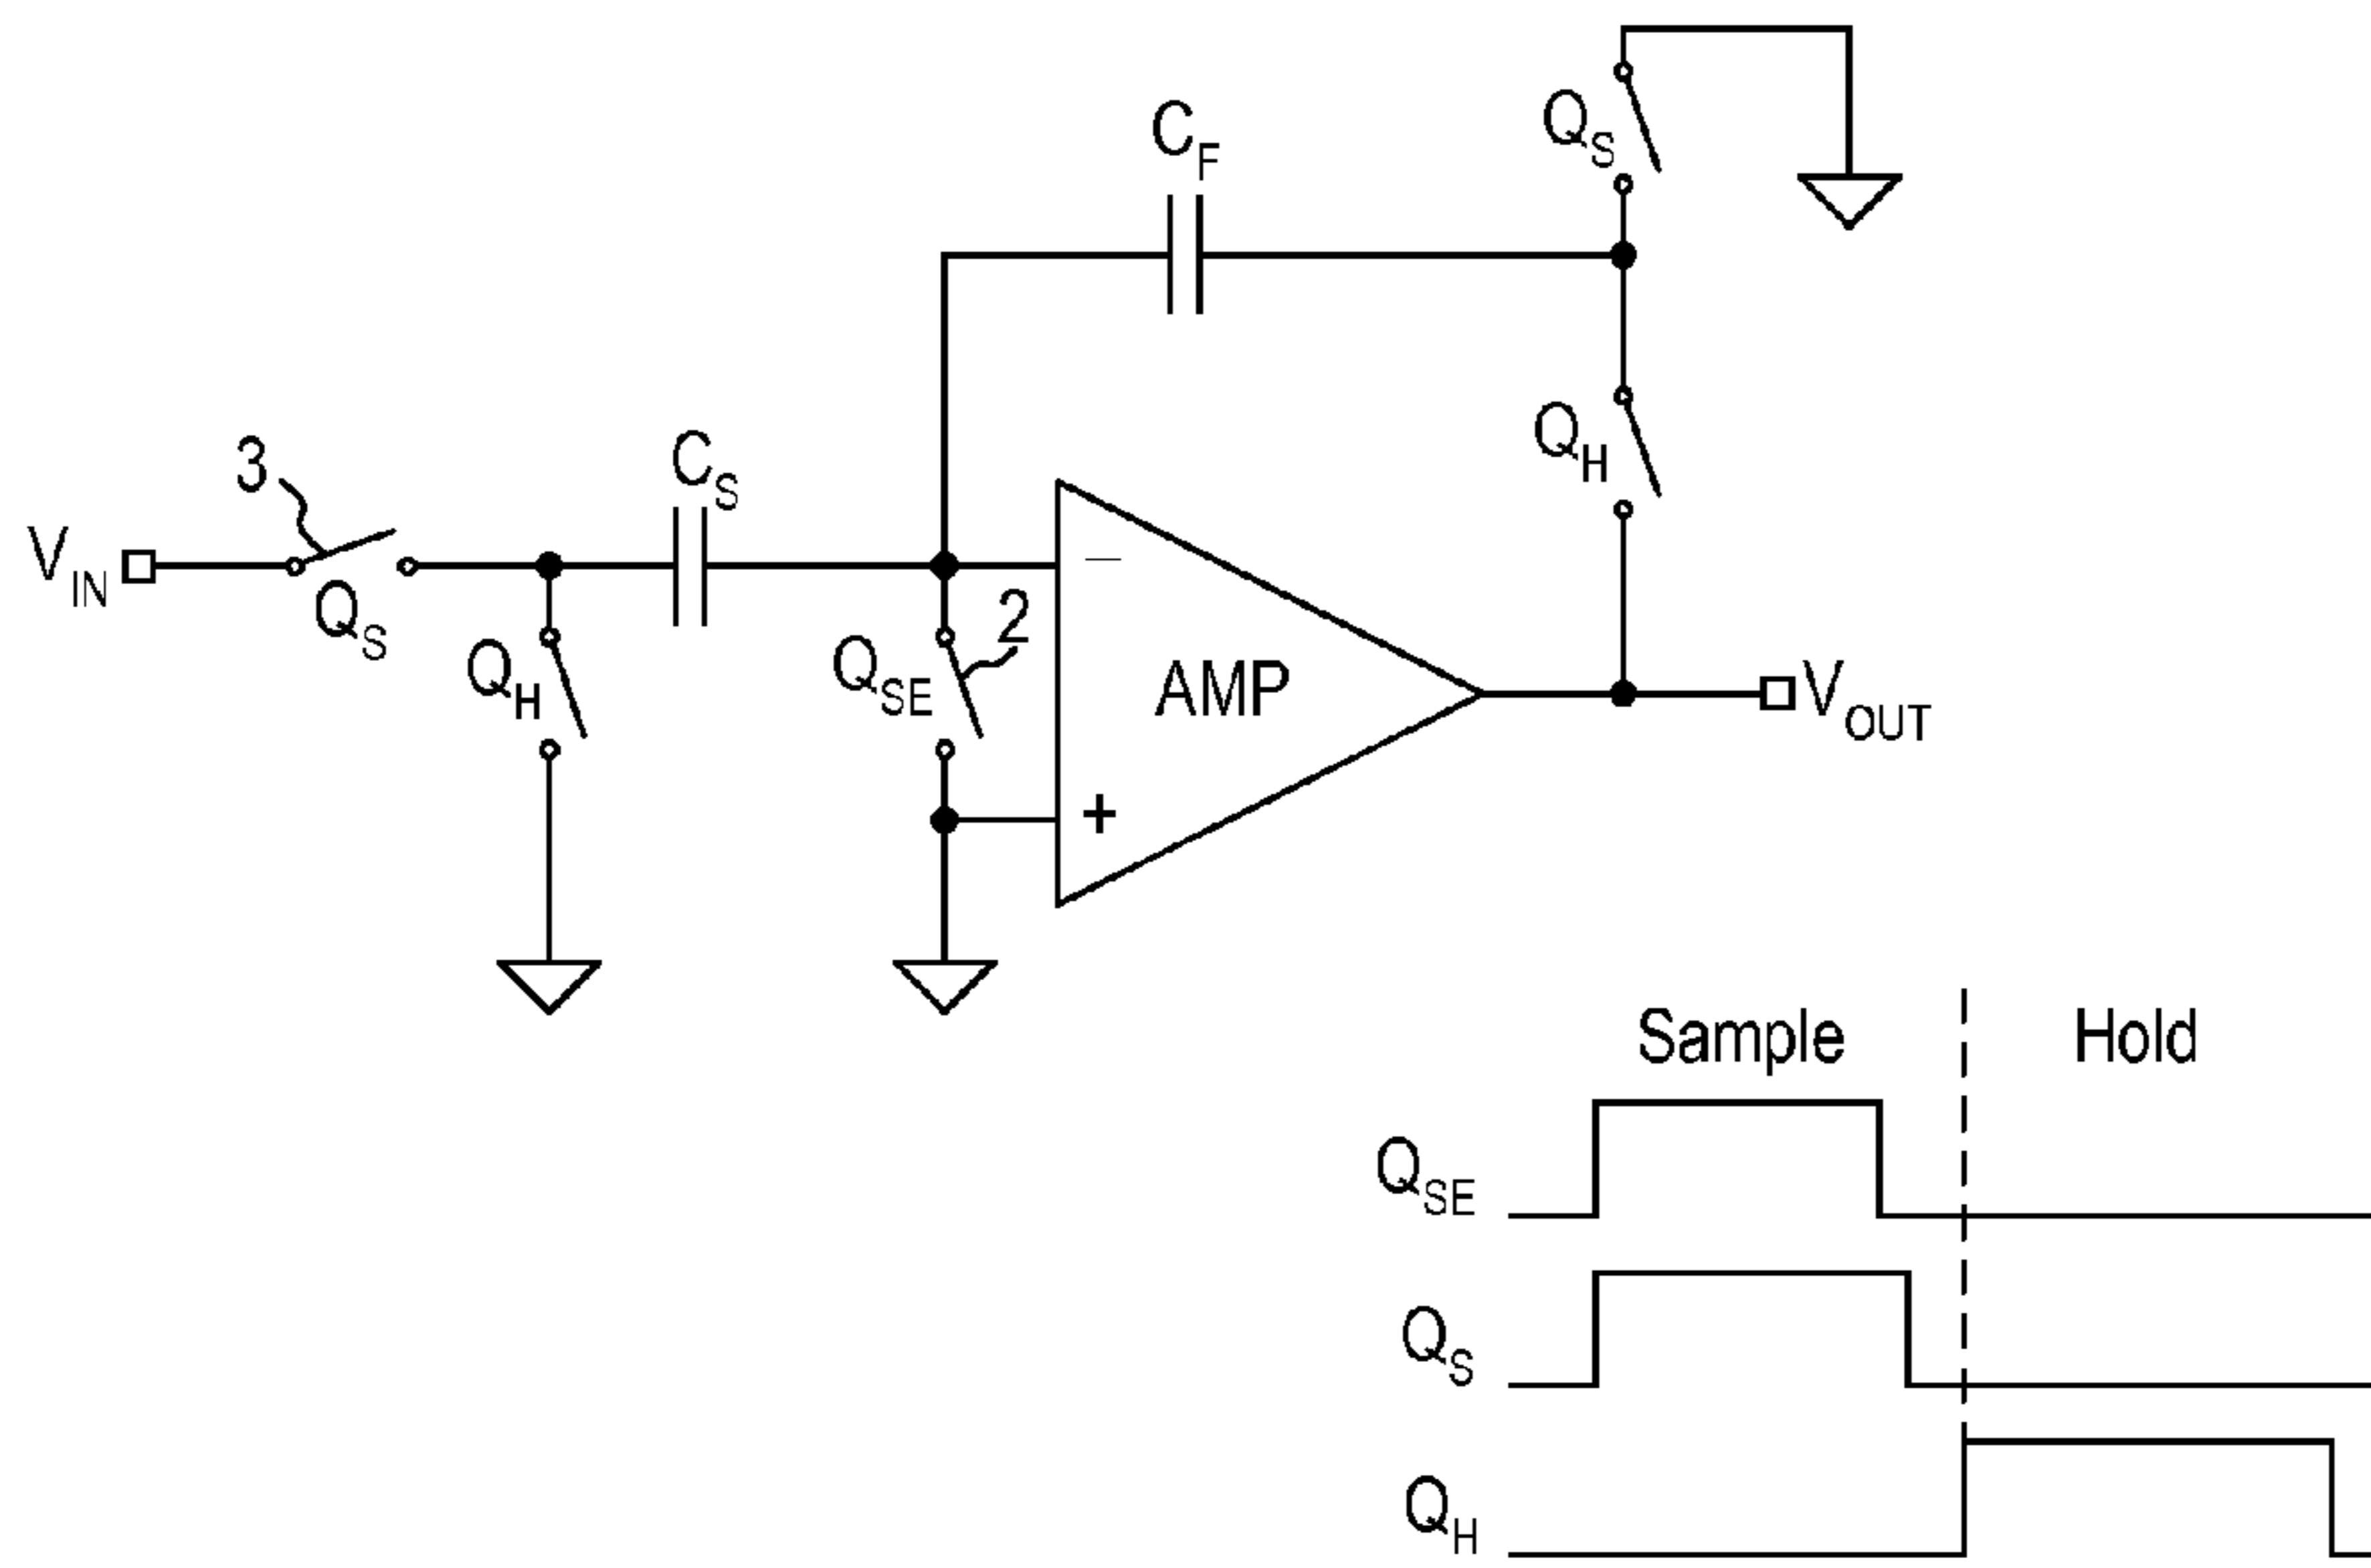 C_F
Q_S
3
C_S
Q_H
V_IN
Q_S
Q_H
Q_SE
2
−
AMP
+
V_OUT
Sample Hold
Q_SE
Q_S
Q_H